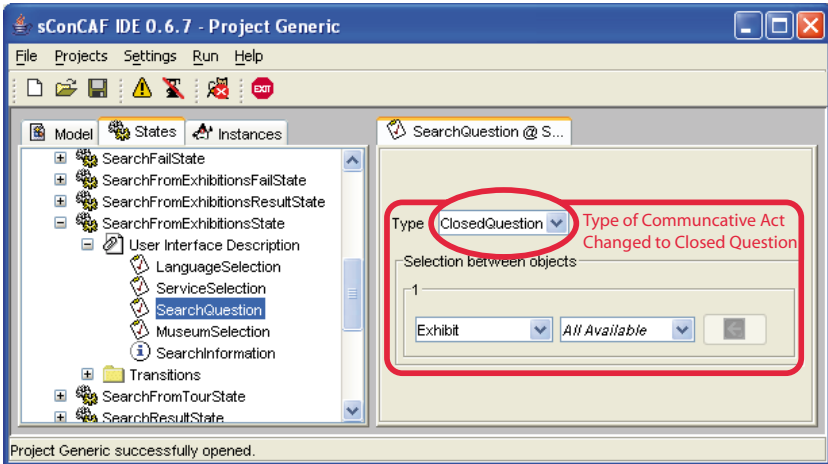 sConCAF IDE 0.6.7 - Project Generic
File Projects Settings Run Help
EXIT
Model States Instances
SearchFailState
SearchFromExhibitionsFailState
SearchFromExhibitionsResultState
SearchFromExhibitionsState
User Interface Description
LanguageSelection
ServiceSelection
SearchQuestion
MuseumSelection
SearchInformation
Transitions
SearchFromTourState
SearchResultState
SearchQuestion @ S...
Type ClosedQuestion
Type of Communcative Act
Changed to Closed Question
Selection between objects
1
Exhibit All Available
Project Generic successfully opened.